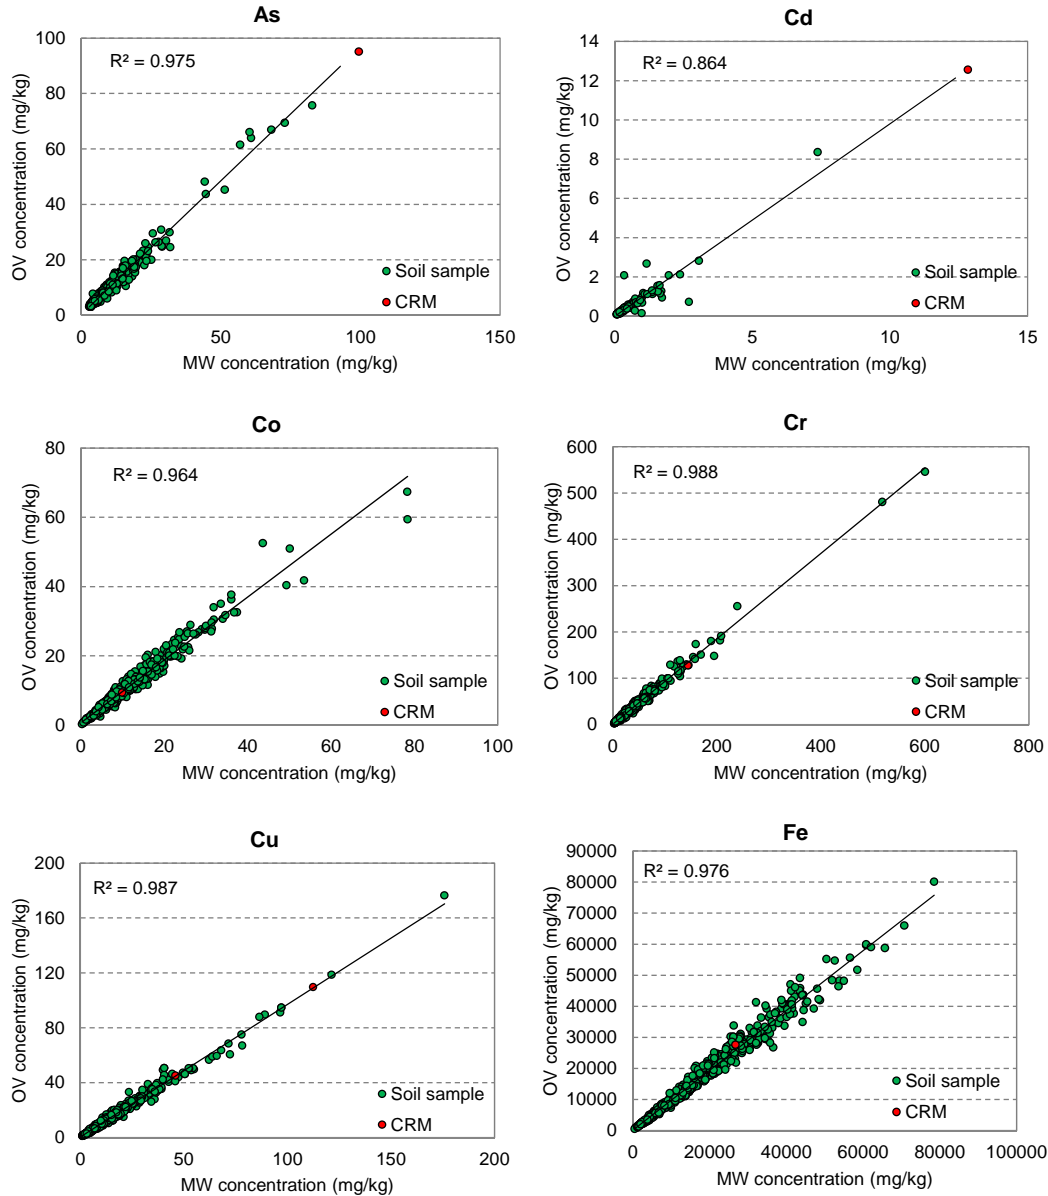 As
R² = 0.975
OV concentration (mg/kg)
100
80
60
40
20
0
0 50 100 150
MW concentration (mg/kg)
Soil sample
CRM
Cd
R² = 0.864
OV concentration (mg/kg)
14
12
10
8
6
4
2
0
0 5 10 15
MW concentration (mg/kg)
Soil sample
CRM
Co
R² = 0.964
OV concentration (mg/kg)
80
60
40
20
0
0 20 40 60 80 100
MW concentration (mg/kg)
Soil sample
CRM
Cr
R² = 0.988
OV concentration (mg/kg)
600
500
400
300
200
100
0
0 200 400 600 800
MW concentration (mg/kg)
Soil sample
CRM
Cu
R² = 0.987
OV concentration (mg/kg)
200
160
120
80
40
0
0 50 100 150 200
MW concentration (mg/kg)
Soil sample
CRM
Fe
R² = 0.976
OV concentration (mg/kg)
90000
80000
70000
60000
50000
40000
30000
20000
10000
0
0 20000 40000 60000 80000 100000
MW concentration (mg/kg)
Soil sample
CRM